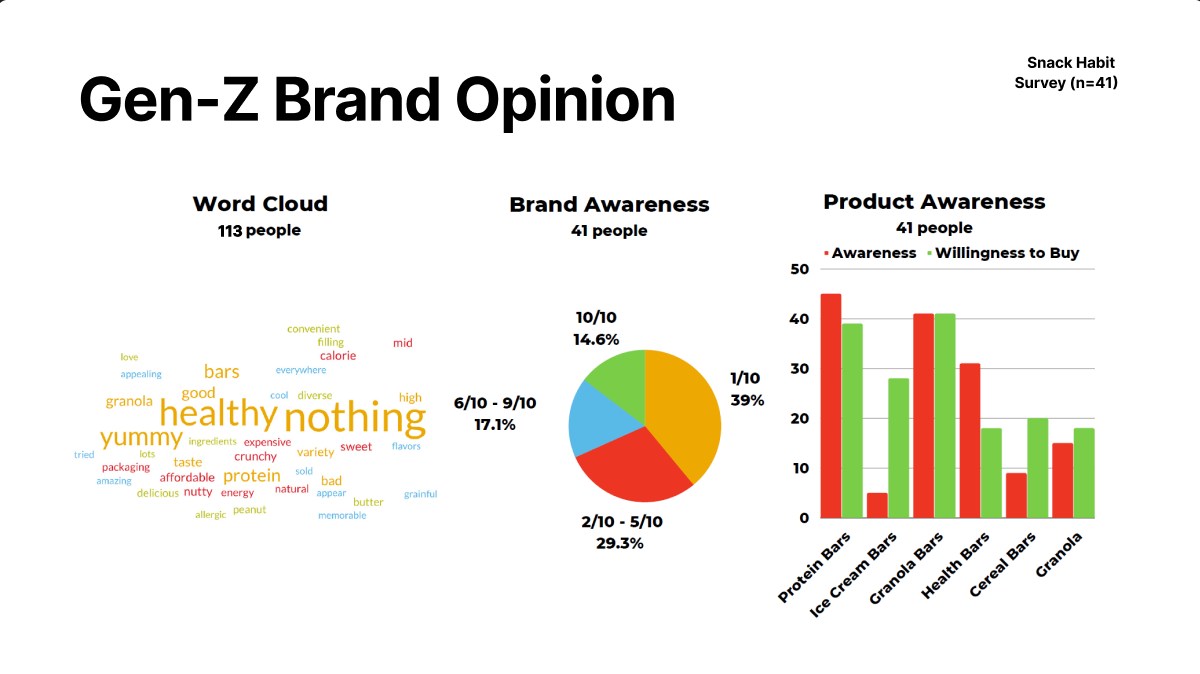 Gen-Z Brand Opinion
Snack Habit
Survey (n=41)
Word Cloud
113 people
convenient
filling
mid
calorie
love
everywhere
appealing
bars
good
cool
diverse
high
granola
healthy
nothing
yummy
ingredients
expensive
variety
sweet
flavors
tried
lots
crunchy
packaging
taste
sold
amazing
affordable
protein
bad
delicious
nutty
energy
natural
appear
grainful
butter
allergic
peanut
memorable
Brand Awareness
41 people
10/10
14.6%
1/10
39%
6/10 - 9/10
17.1%
2/10 - 5/10
29.3%
Product Awareness
41 people
Awareness Willingness to Buy
50
40
30
20
10
0
Protein Bars
Ice Cream Bars
Granola Bars
Health Bars
Cereal Bars
Granola